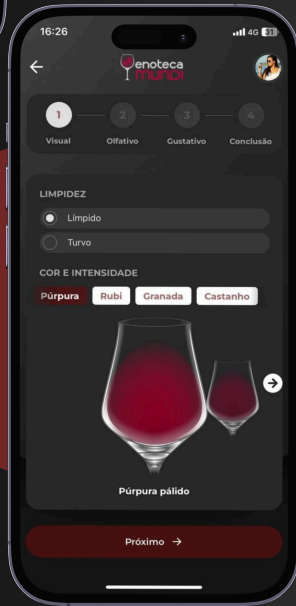 16:26
4G 31
enoteca
mundi
1 2 3 4
Visual Olfativo Gustativo Conclusão
LIMPIDEZ
Límpido
Turvo
COR E INTENSIDADE
Púrpura Rubi Granada Castanho
Púrpura pálido
Próximo →